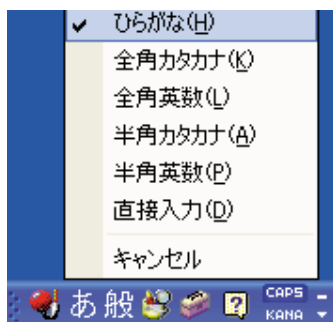 ひらがな(H)
全角カタカナ(K)
全角英数(L)
半角カタカナ(A)
半角英数(P)
直接入力(D)
キャンセル
あ 般 ? CAPS
KANA